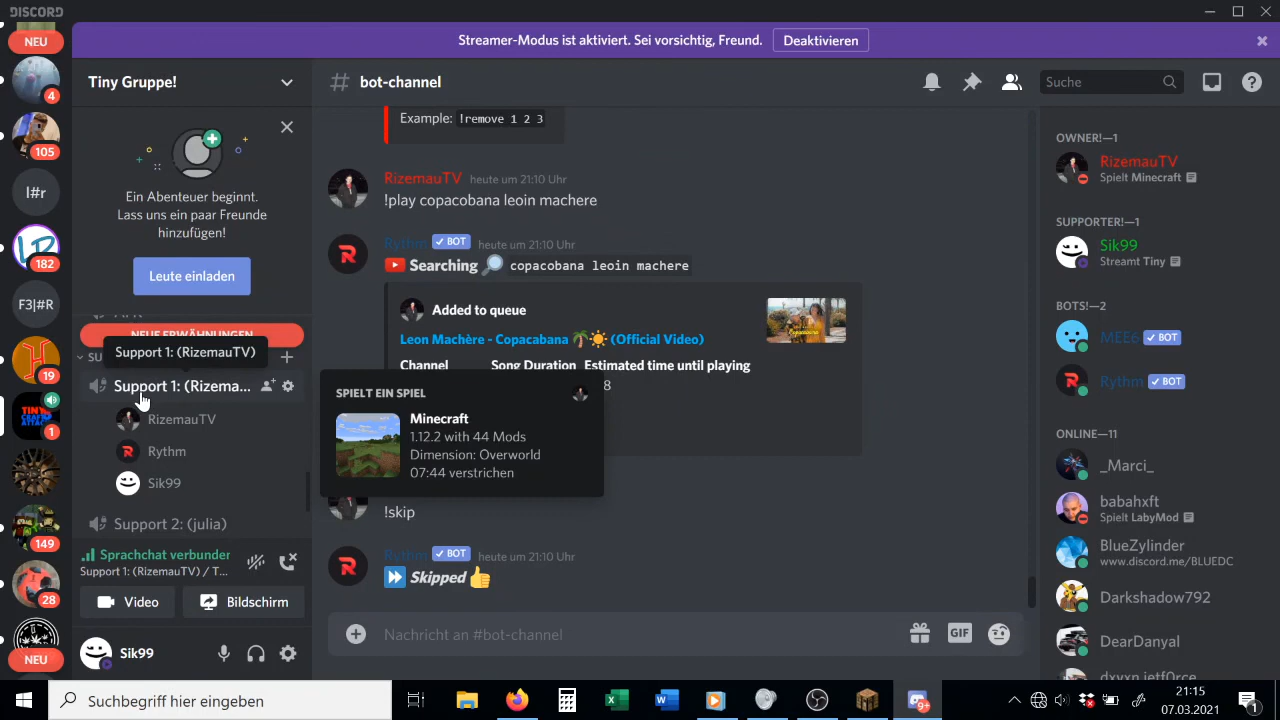 DISCORD
NEU
4
105
I#r
182
F3|#R
19
1
149
28
NEU
Streamer-Modus ist aktiviert. Sei vorsichtig, Freund.
Deaktivieren
Tiny Gruppe!
Ein Abenteuer beginnt.
Lass uns ein paar Freunde
hinzufügen!
Leute einladen
NEUE ERWÄHNUNGEN
Support 1: (RizemauTV)
SU
Support 1: (Rizema...
RizemauTV
Rythm
Sik99
Support 2: (julia)
Sprachchat verbunden
Support 1: (RizemauTV) / T...
Video
Bildschirm
Sik99
# bot-channel
Suche
Example: !remove 1 2 3
RizemauTV heute um 21:10 Uhr
!play copacobana leoin machere
Rythm BOT heute um 21:10 Uhr
Searching copacobana leoin machere
Added to queue
Leon Machère - Copacabana (Official Video)
Channel Song Duration Estimated time until playing
8
SPIELT EIN SPIEL
Minecraft
1.12.2 with 44 Mods
Dimension: Overworld
07:44 verstrichen
!skip
Rythm BOT heute um 21:10 Uhr
Skipped
Nachricht an #bot-channel
GIF
OWNER!—1
RizemauTV
Spielt Minecraft
SUPPORTER!—1
Sik99
Streamt Tiny
BOTS!—2
MEE6 BOT
Rythm BOT
ONLINE—11
_Marci_
babahxft
Spielt LabyMod
BlueZylinder
www.discord.me/BLUEDC
Darkshadow792
DearDanyal
Suchbegriff hier eingeben
9+
21:15
07.03.2021
1